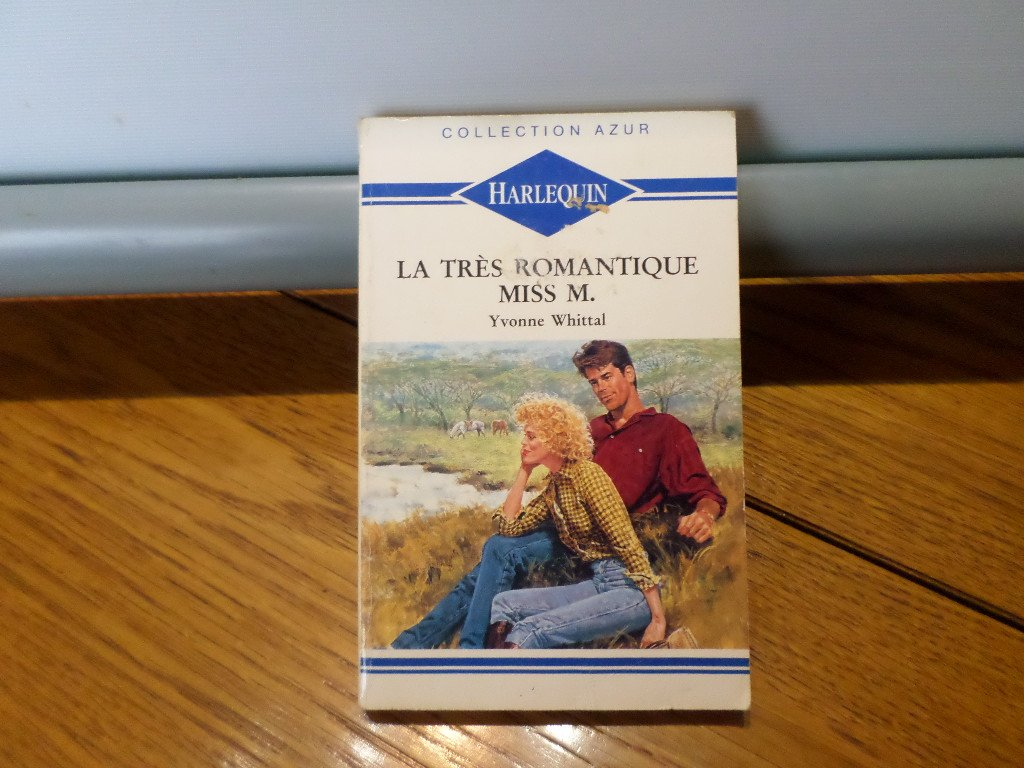 COLLECTION AZUR
HARLEQUIN
LA TRÈS ROMANTIQUE
MISS M.
Yvonne Whittal